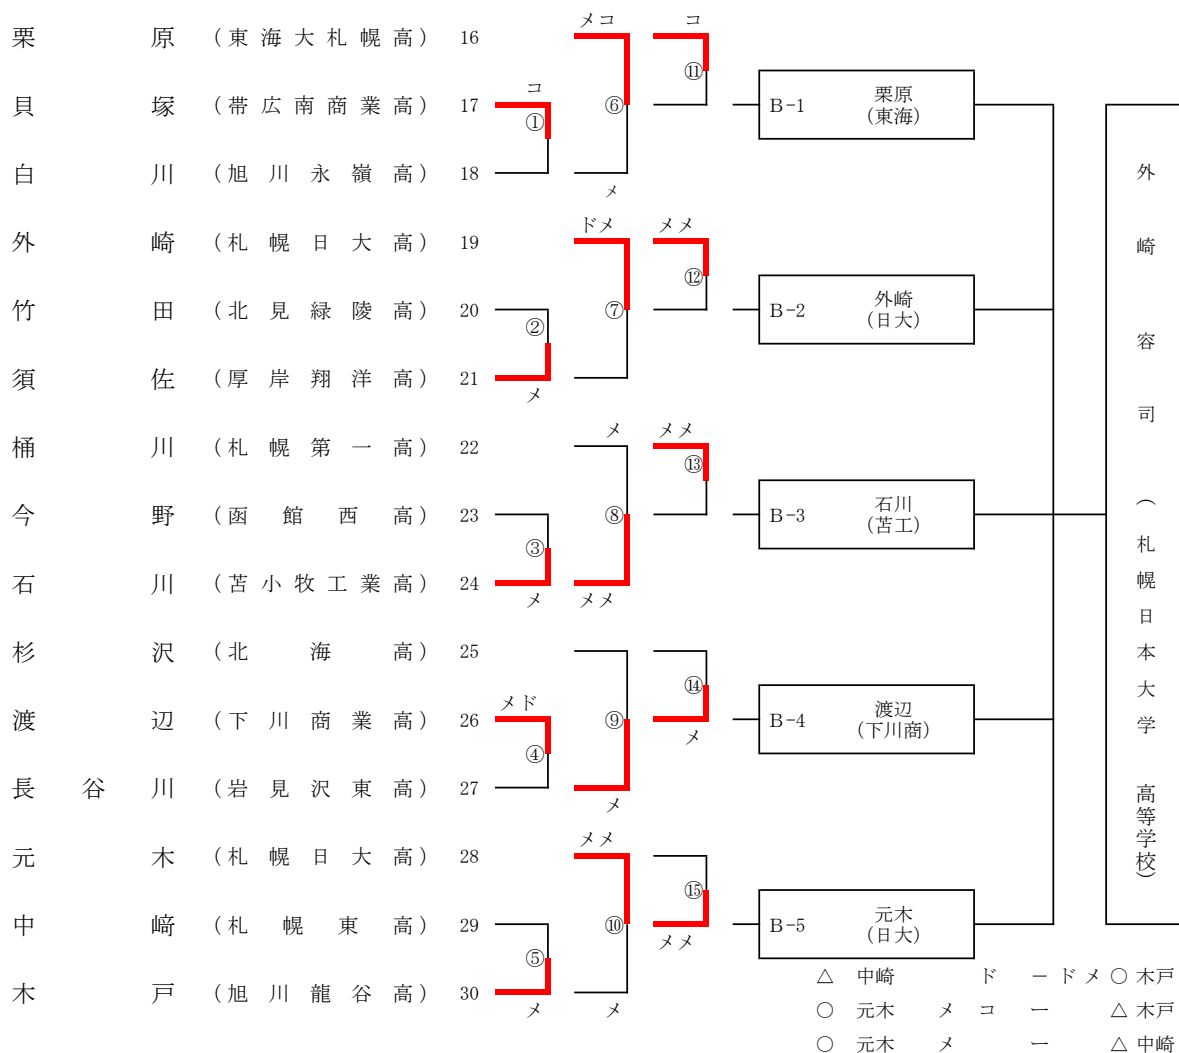 メコ コ
栗原 (東海大札幌高) 16
⑪
B-1 栗原 (東海)
コ
貝塚 (帯広南商業高) 17
① ⑥
白川 (旭川永嶺高) 18
メ
ドメ メメ
外崎 (札幌日大高) 19
⑫
竹田 (北見緑陵高) 20
② ⑦
B-2 外崎 (日大)
須佐 (厚岸翔洋高) 21
メ
メ メメ
桶川 (札幌第一高) 22
⑬
今野 (函館西高) 23
③ ⑧
B-3 石川 (苫工)
石川 (苫小牧工業高) 24
メ メメ
杉沢 (北海高) 25
⑭
メド
渡辺 (下川商業高) 26
④ ⑨
メ
B-4 渡辺 (下川商)
長谷川 (岩見沢東高) 27
メ
メメ
元木 (札幌日大高) 28
⑮
中﨑 (札幌東高) 29
⑤ ⑩
メメ
B-5 元木 (日大)
木戸 (旭川龍谷高) 30
メ メ
外崎容司 (札幌日本大学高等学校)
△ 中崎 ド ードメ ○ 木戸
○ 元木 メコ ー △ 木戸
○ 元木 メ ー △ 中崎